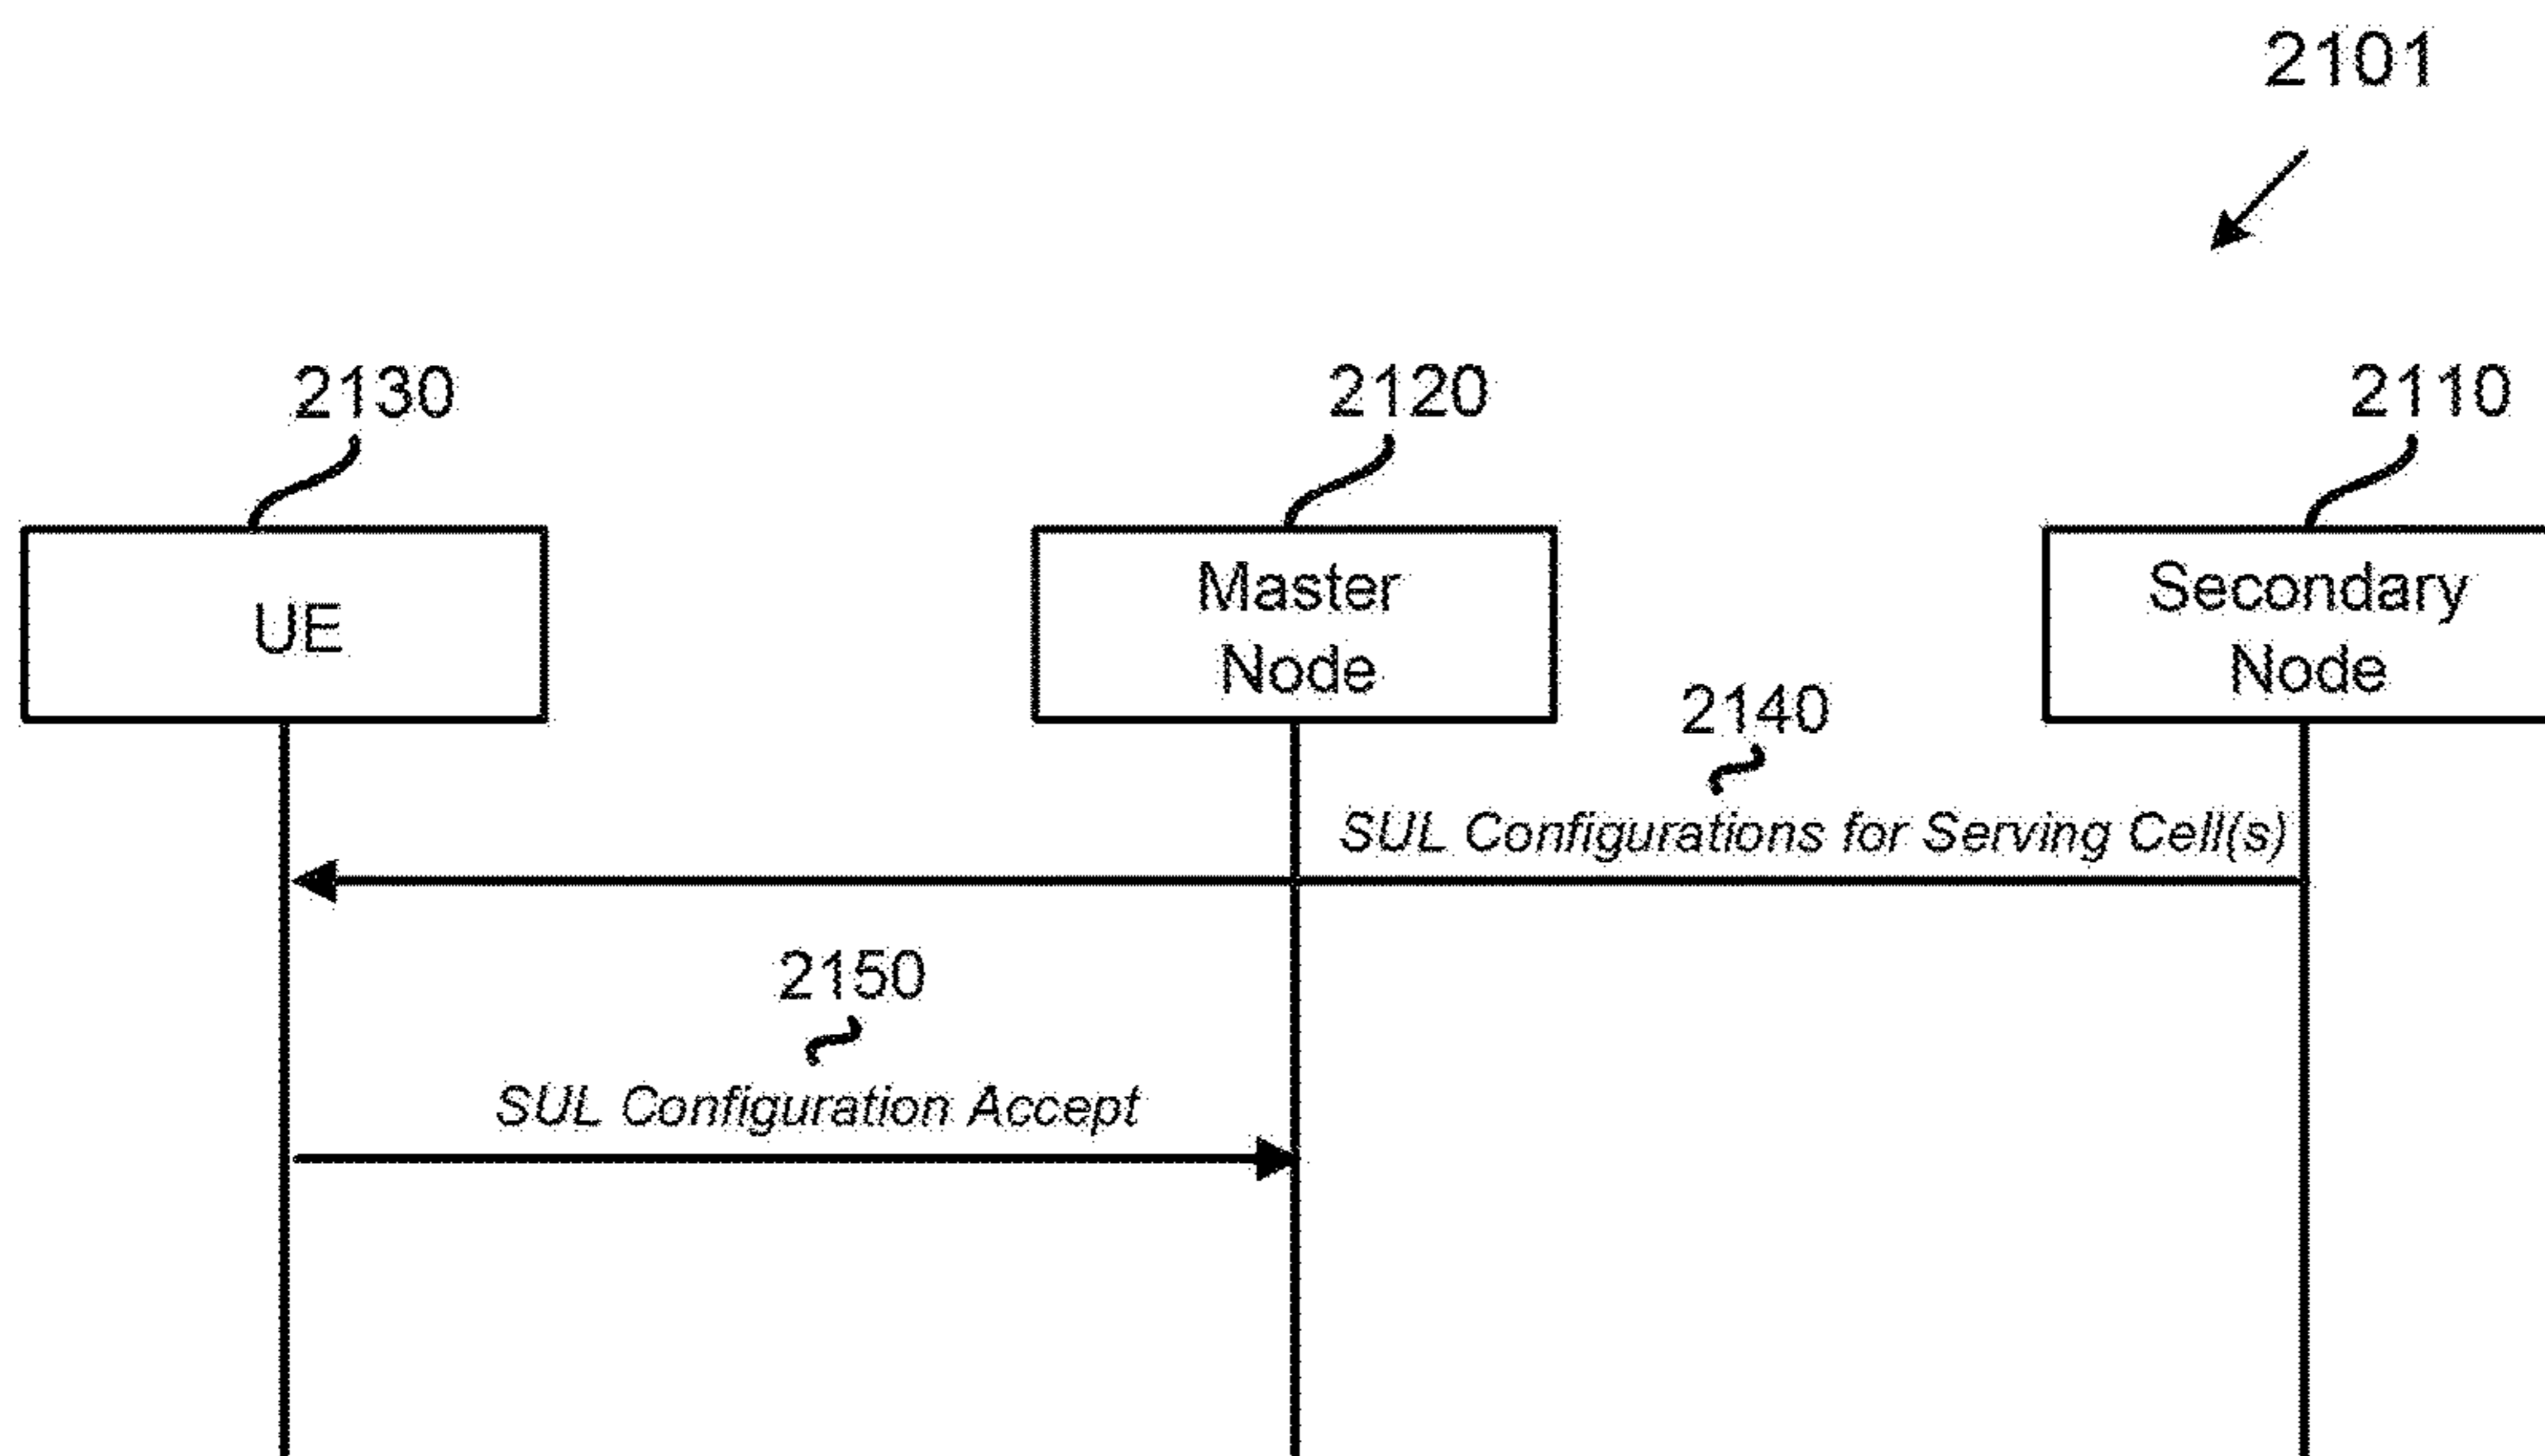 2101
2130
2120
2110
UE
Master
Node
Secondary
Node
2140
SUL Configurations for Serving Cell(s)
2150
SUL Configuration Accept